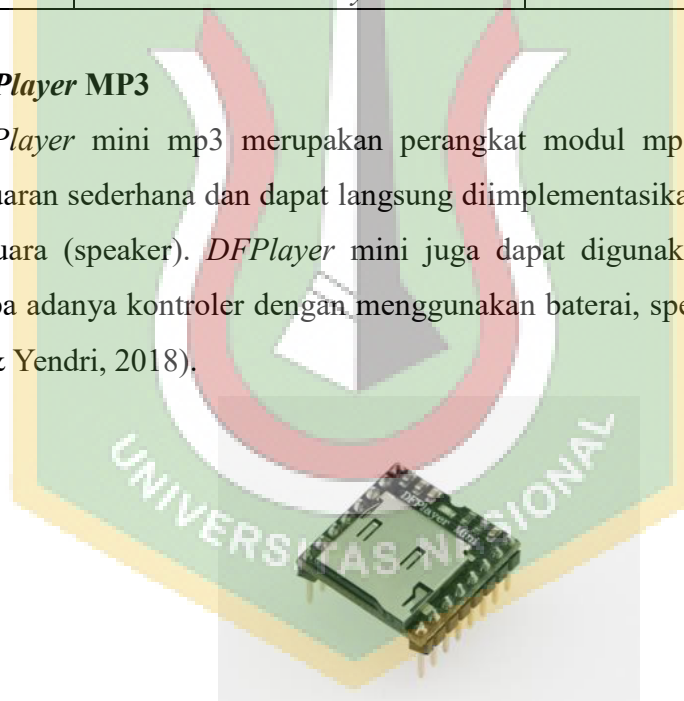 Player MP3
Player mini mp3 merupakan perangkat modul mp
uaran sederhana dan dapat langsung diimplementasika
uara (speaker). DFPlayer mini juga dapat digunak
a adanya kontroler dengan menggunakan baterai, spe
Yendri, 2018).
UNIVERSITAS NASIONAL
DFPlayer Mini